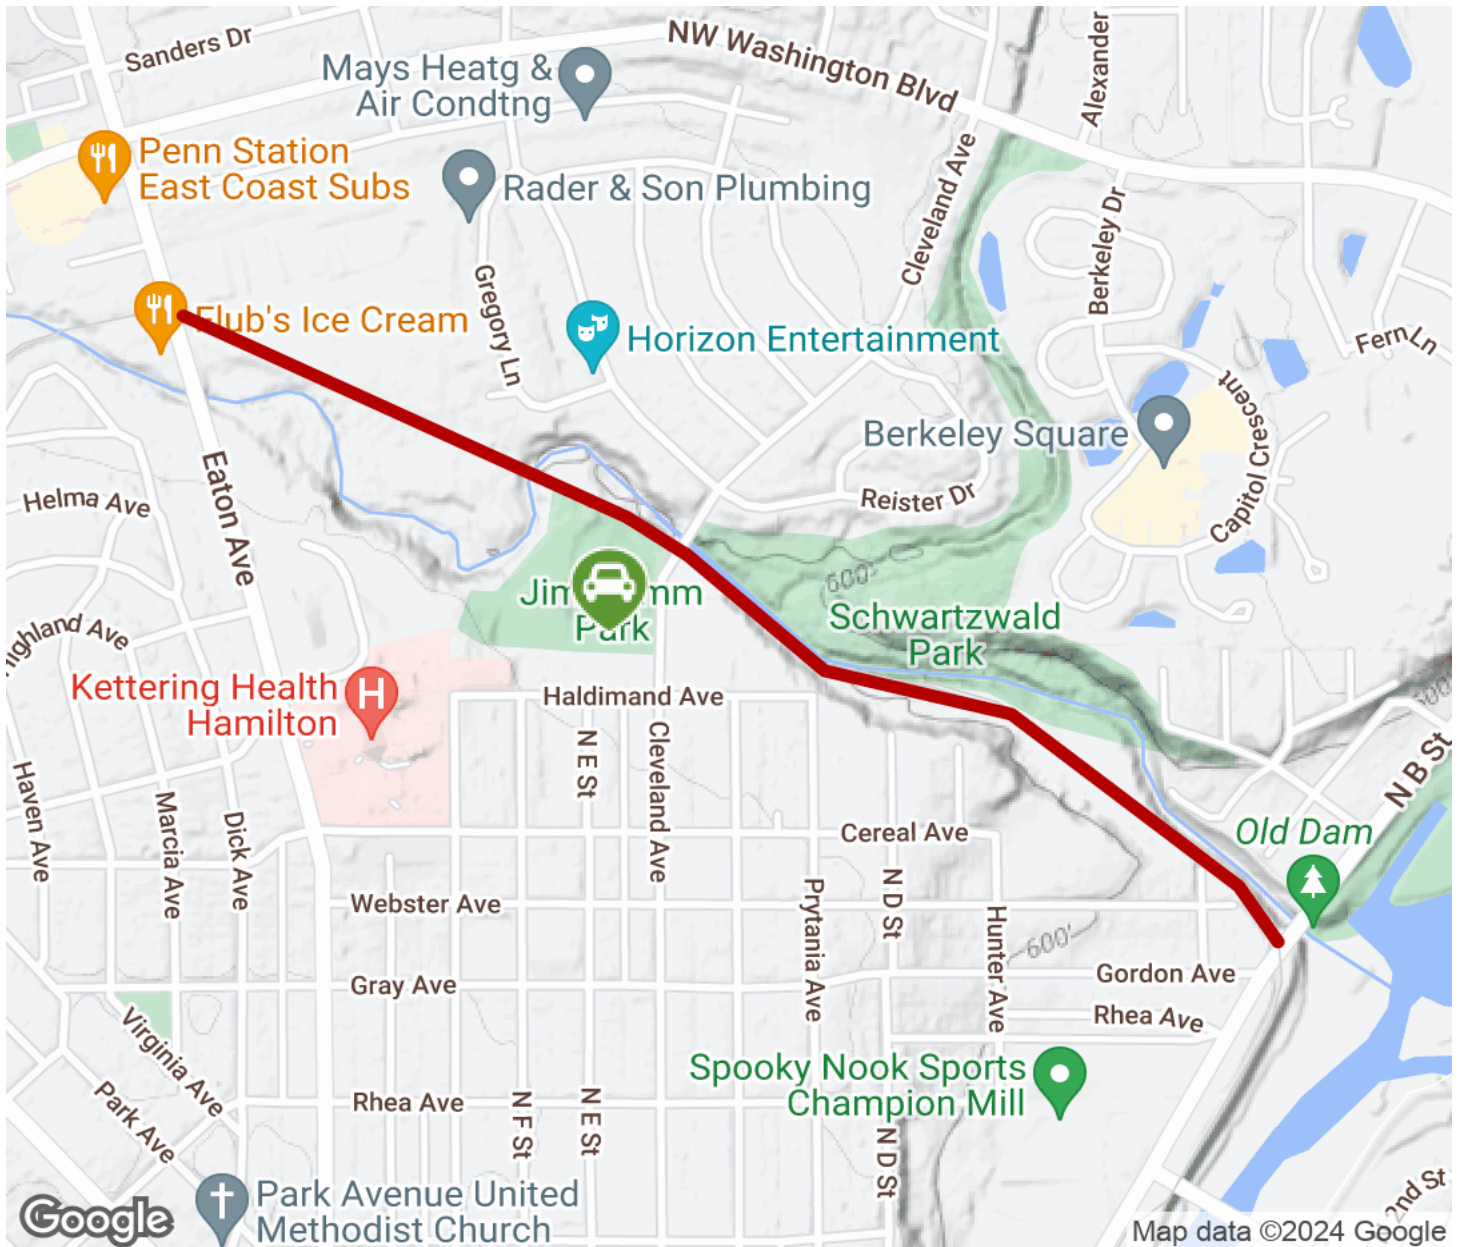 Sanders Dr
NW Washington Blvd
Alexander
Mays Heatg &
Air Condtng
Penn Station
East Coast Subs
Rader & Son Plumbing
Cleveland Ave
Berkeley Dr
Gregory Ln
Flub's Ice Cream
Horizon Entertainment
Fern Ln
Capitol Crescent
Berkeley Square
Helma Ave
Eaton Ave
Reister Dr
600'
Park
Schwartzwald
Park
Highland Ave
Kettering Health
Hamilton
H
Haldimand Ave
600'
N B St
N E St
Cleveland Ave
Haven Ave
Marcia Ave
Dick Ave
Cereal Ave
Old Dam
Webster Ave
Prytania Ave
N D St
Hunter Ave
600'
Gray Ave
Gordon Ave
Rhea Ave
Virginia Ave
Park Ave
Spooky Nook Sports
Champion Mill
Rhea Ave
N F St
N E St
N D St
Park Avenue United
Methodist Church
2nd St
Google
Map data ©2024 Google